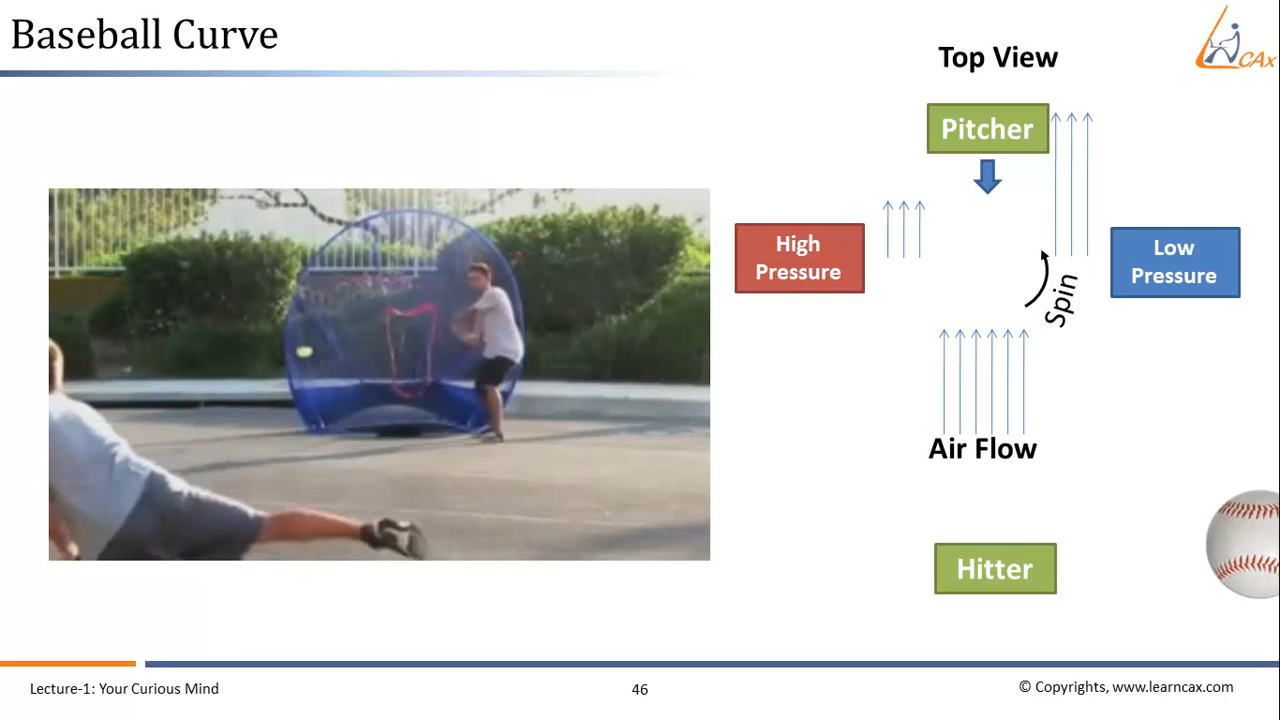 Baseball Curve
CAx
Top View
Pitcher
High
Pressure
Low
Pressure
Spin
Air Flow
Hitter
Lecture-1: Your Curious Mind
46
© Copyrights, www.learncax.com